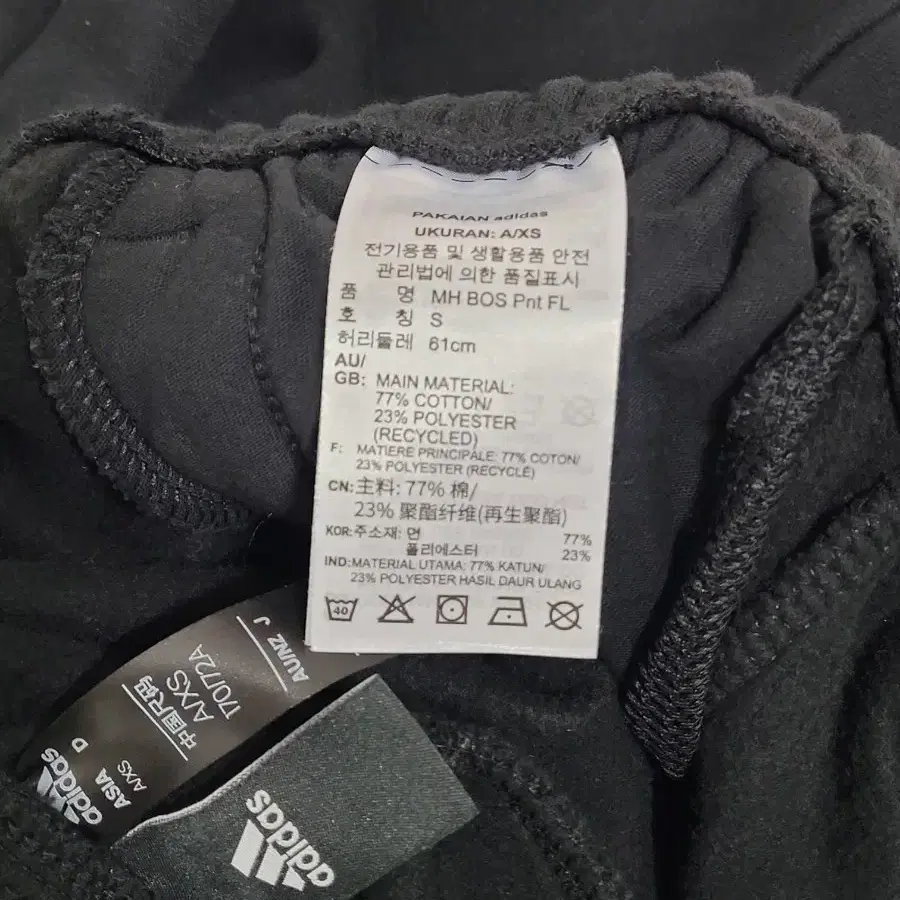 PAKAIAN adidas
UKURAN: A/XS
전기용품 및 생활용품 안전
관리법에 의한 품질표시
품 명 MH BOS Pnt FL
호 칭 S
허리둘레 61cm
AU/
GB: MAIN MATERIAL:
77% COTTON/
23% POLYESTER
(RECYCLED)
F: MATIERE PRINCIPALE: 77% COTON/
23% POLYESTER (RECYCLÉ)
CN: 主料: 77% 棉/
23% 聚酯纤维(再生聚酯)
KOR: 주소재: 면 77%
폴리에스터 23%
IND: MATERIAL UTAMA: 77% KATUN/
23% POLYESTER HASIL DAUR ULANG
40
AU/NZ J
170/72A
A/XS
中国尺码
D
A/XS
ASIA
adidas
adidas